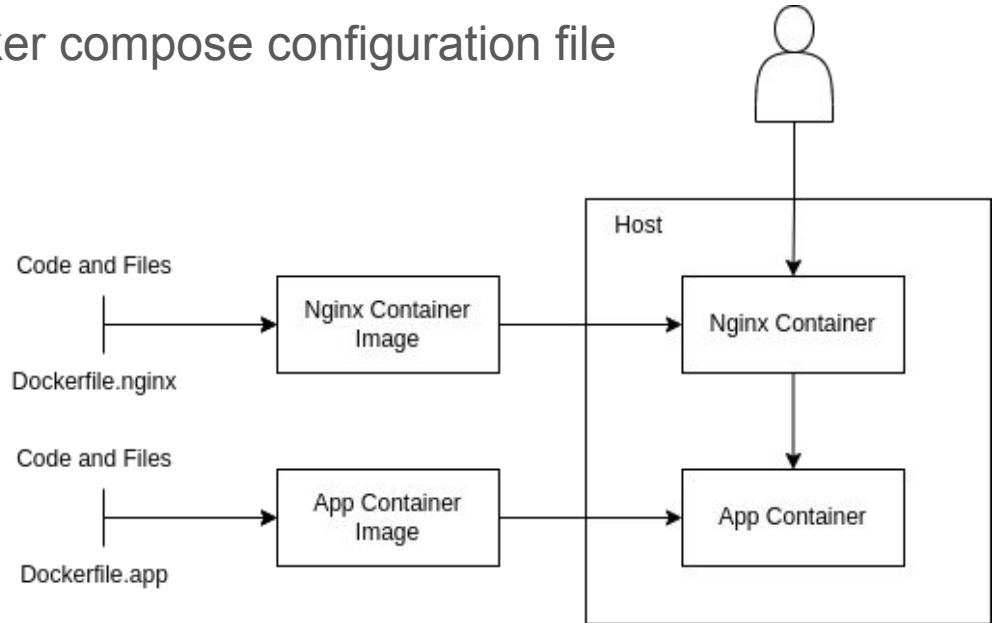 ker compose configuration file
Host
Code and Files
Nginx Container
Image
Nginx Container
Dockerfile.nginx
Code and Files
App Container
Image
App Container
Dockerfile.app